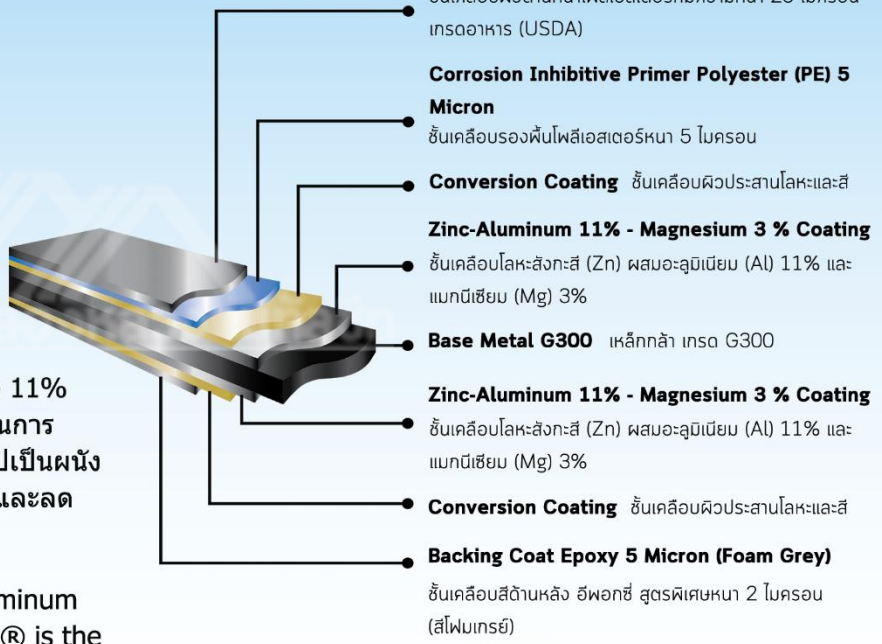 เกรดอาหาร (USDA)
Corrosion Inhibitive Primer Polyester (PE) 5
Micron
ชั้นเคลือบรองพื้นโพลีเอสเตอร์หนา 5 ไมครอน
Conversion Coating ชั้นเคลือบผิวประสานโลหะและสี
Zinc-Aluminum 11% - Magnesium 3 % Coating
ชั้นเคลือบโลหะสังกะสี (Zn) ผสมอะลูมิเนียม (Al) 11% และ
แมกนีเซียม (Mg) 3%
Base Metal G300 เหล็กกล้า เกรด G300
Zinc-Aluminum 11% - Magnesium 3 % Coating
ชั้นเคลือบโลหะสังกะสี (Zn) ผสมอะลูมิเนียม (Al) 11% และ
แมกนีเซียม (Mg) 3%
Conversion Coating ชั้นเคลือบผิวประสานโลหะและสี
Backing Coat Epoxy 5 Micron (Foam Grey)
ชั้นเคลือบสีด้านหลัง อีพอกซี่ สูตรพิเศษหนา 2 ไมครอน
(สีโฟมเกรย์)
11%
นการ
ปเป็นผนัง
และลด
minum
® is the